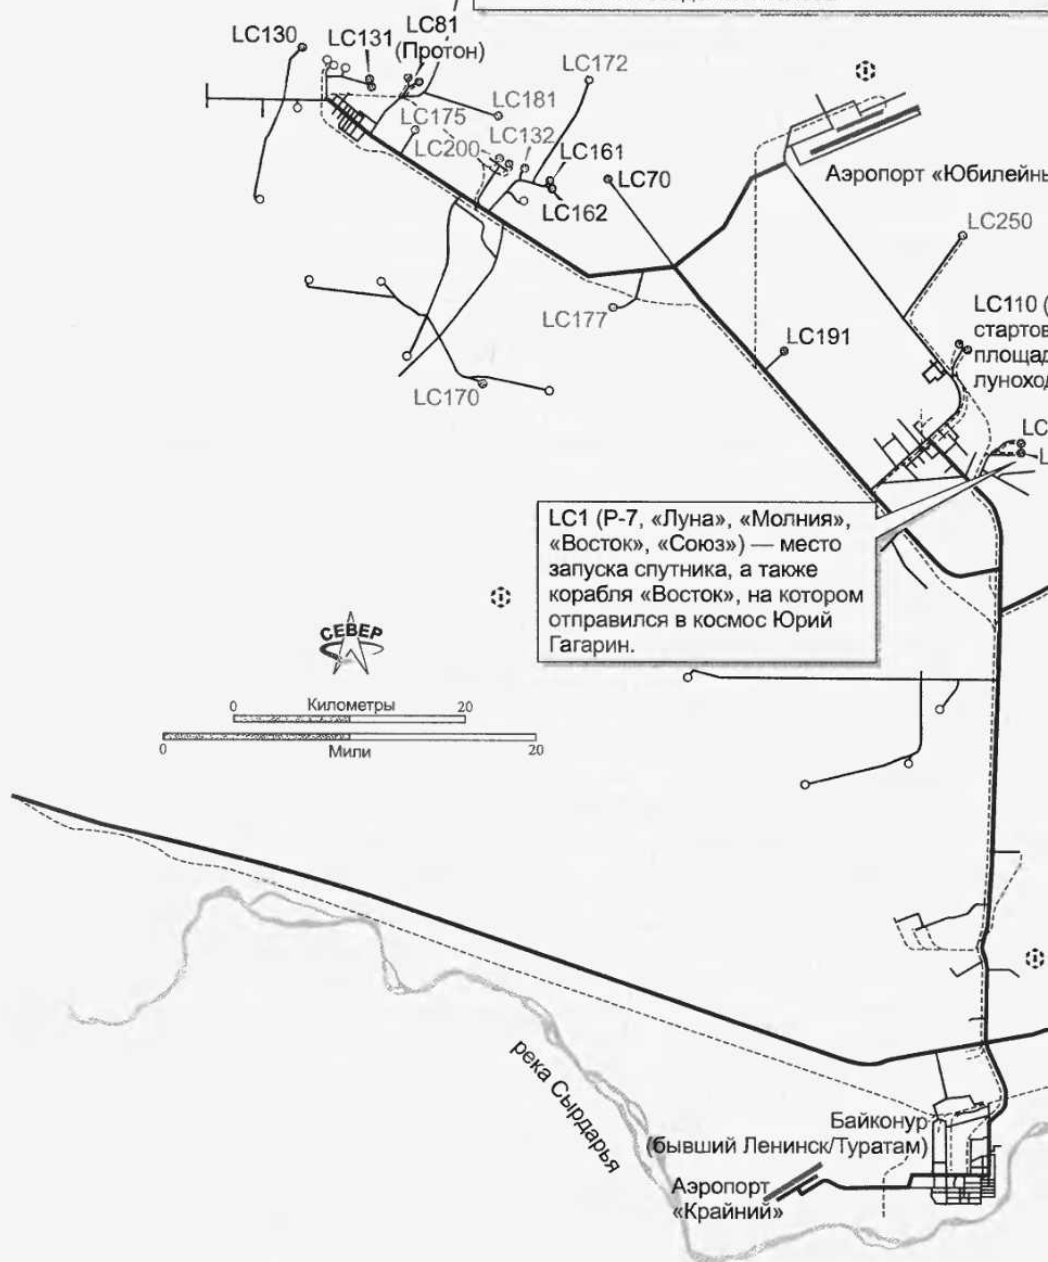 LC130
LC131
LC81
(Протон)
LC172
LC175
LC181
LC200
LC132
LC161
LC162
LC70
Аэропорт «Юбилейны
LC250
LC177
LC191
LC170
LC110 (
стартов
площад
луноход
LC
L
LC1 (Р-7, «Луна», «Молния»,
«Восток», «Союз») — место
запуска спутника, а также
корабля «Восток», на котором
отправился в космос Юрий
Гагарин.
СЕВЕР
0 Километры 20
0 Мили 20
река Сырдарья
Байконур
(бывший Ленинск/Туратам)
Аэропорт
«Крайний»